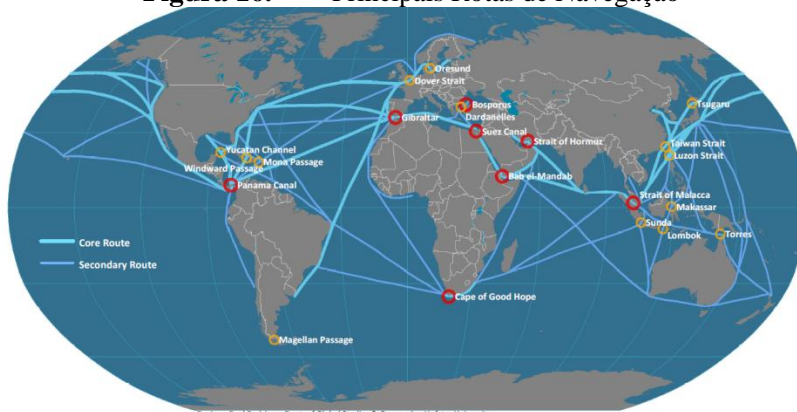 Principais Rotas de Navegação
Oresund
Dover Strait
Bosporus
Dardanelles
Gibraltar
Suez Canal
Tsugaru
Strait of Hormuz
Taiwan Strait
Luzon Strait
Yucatan Channel
Windward Passage
Mona Passage
Bab el-Mandab
Panama Canal
Strait of Malacca
Makassar
Sunda
Lombok
Torres
Core Route
Secondary Route
Cape of Good Hope
Magellan Passage